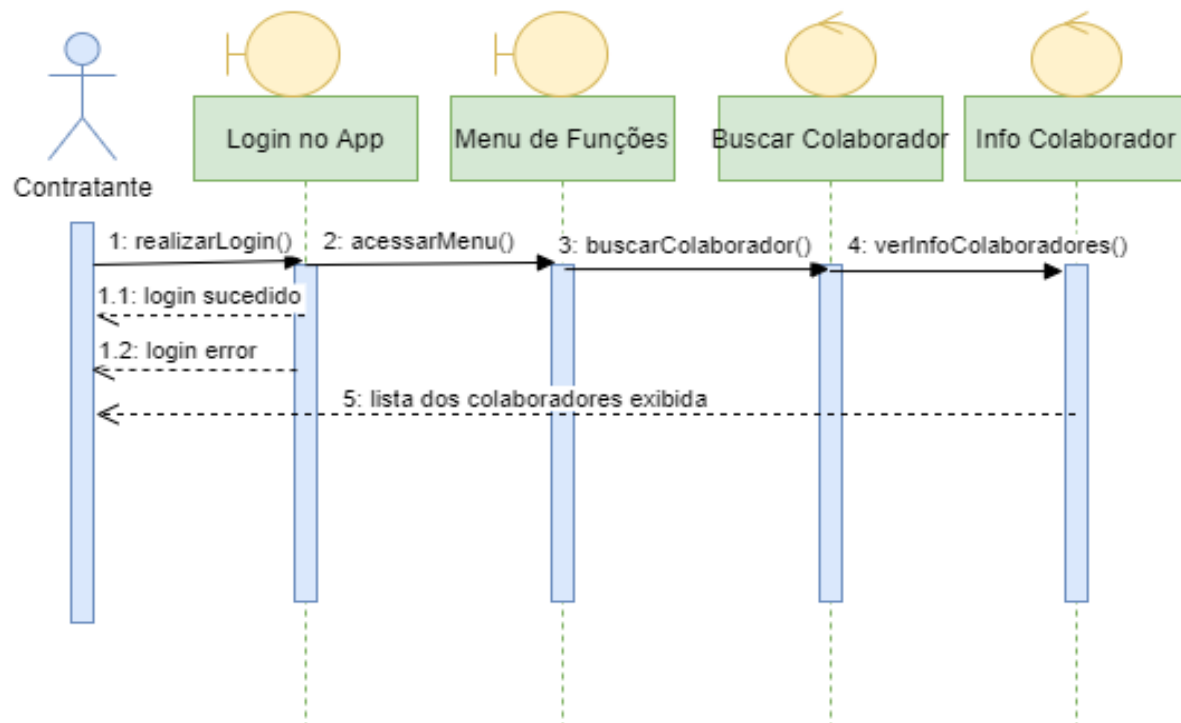 Contratante
Login no App
Menu de Funções
Buscar Colaborador
Info Colaborador
1: realizarLogin()
2: acessarMenu()
3: buscarColaborador()
4: verInfoColaboradores()
1.1: login sucedido
1.2: login error
5: lista dos colaboradores exibida